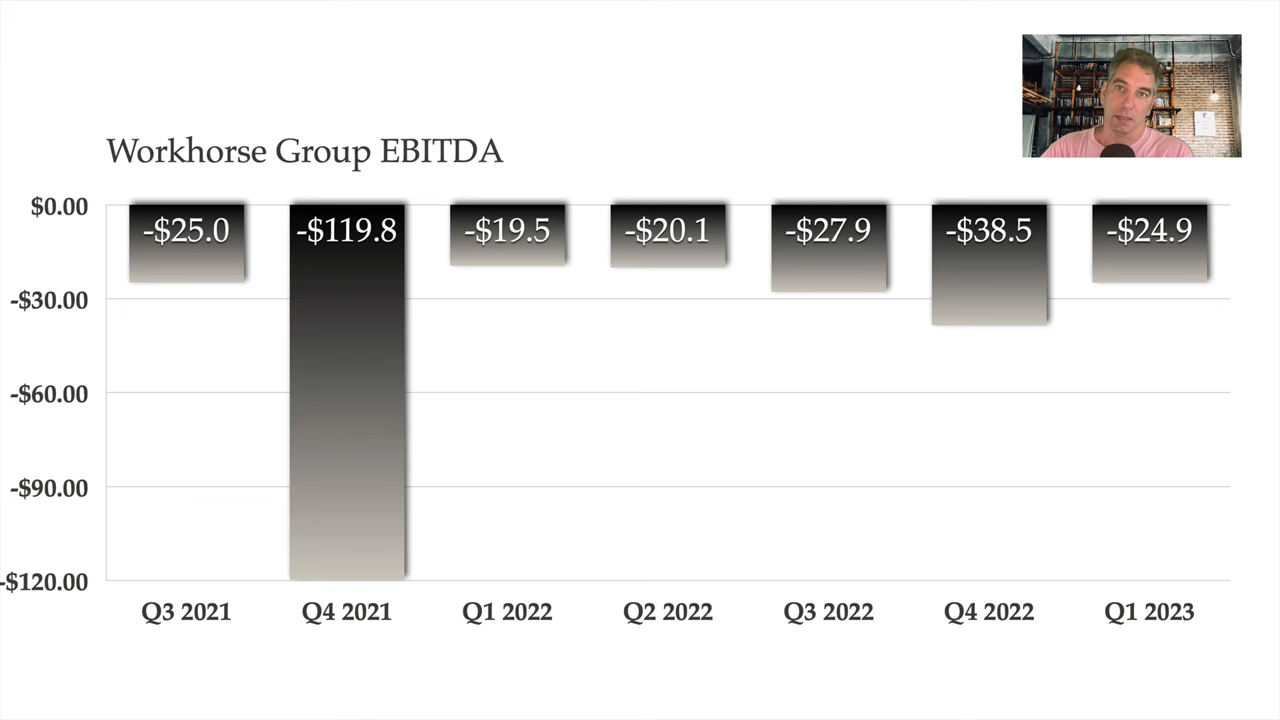 Workhorse Group EBITDA
$0.00
-$30.00
-$60.00
-$90.00
-$120.00
-$25.0
-$119.8
-$19.5
-$20.1
-$27.9
-$38.5
-$24.9
Q3 2021
Q4 2021
Q1 2022
Q2 2022
Q3 2022
Q4 2022
Q1 2023